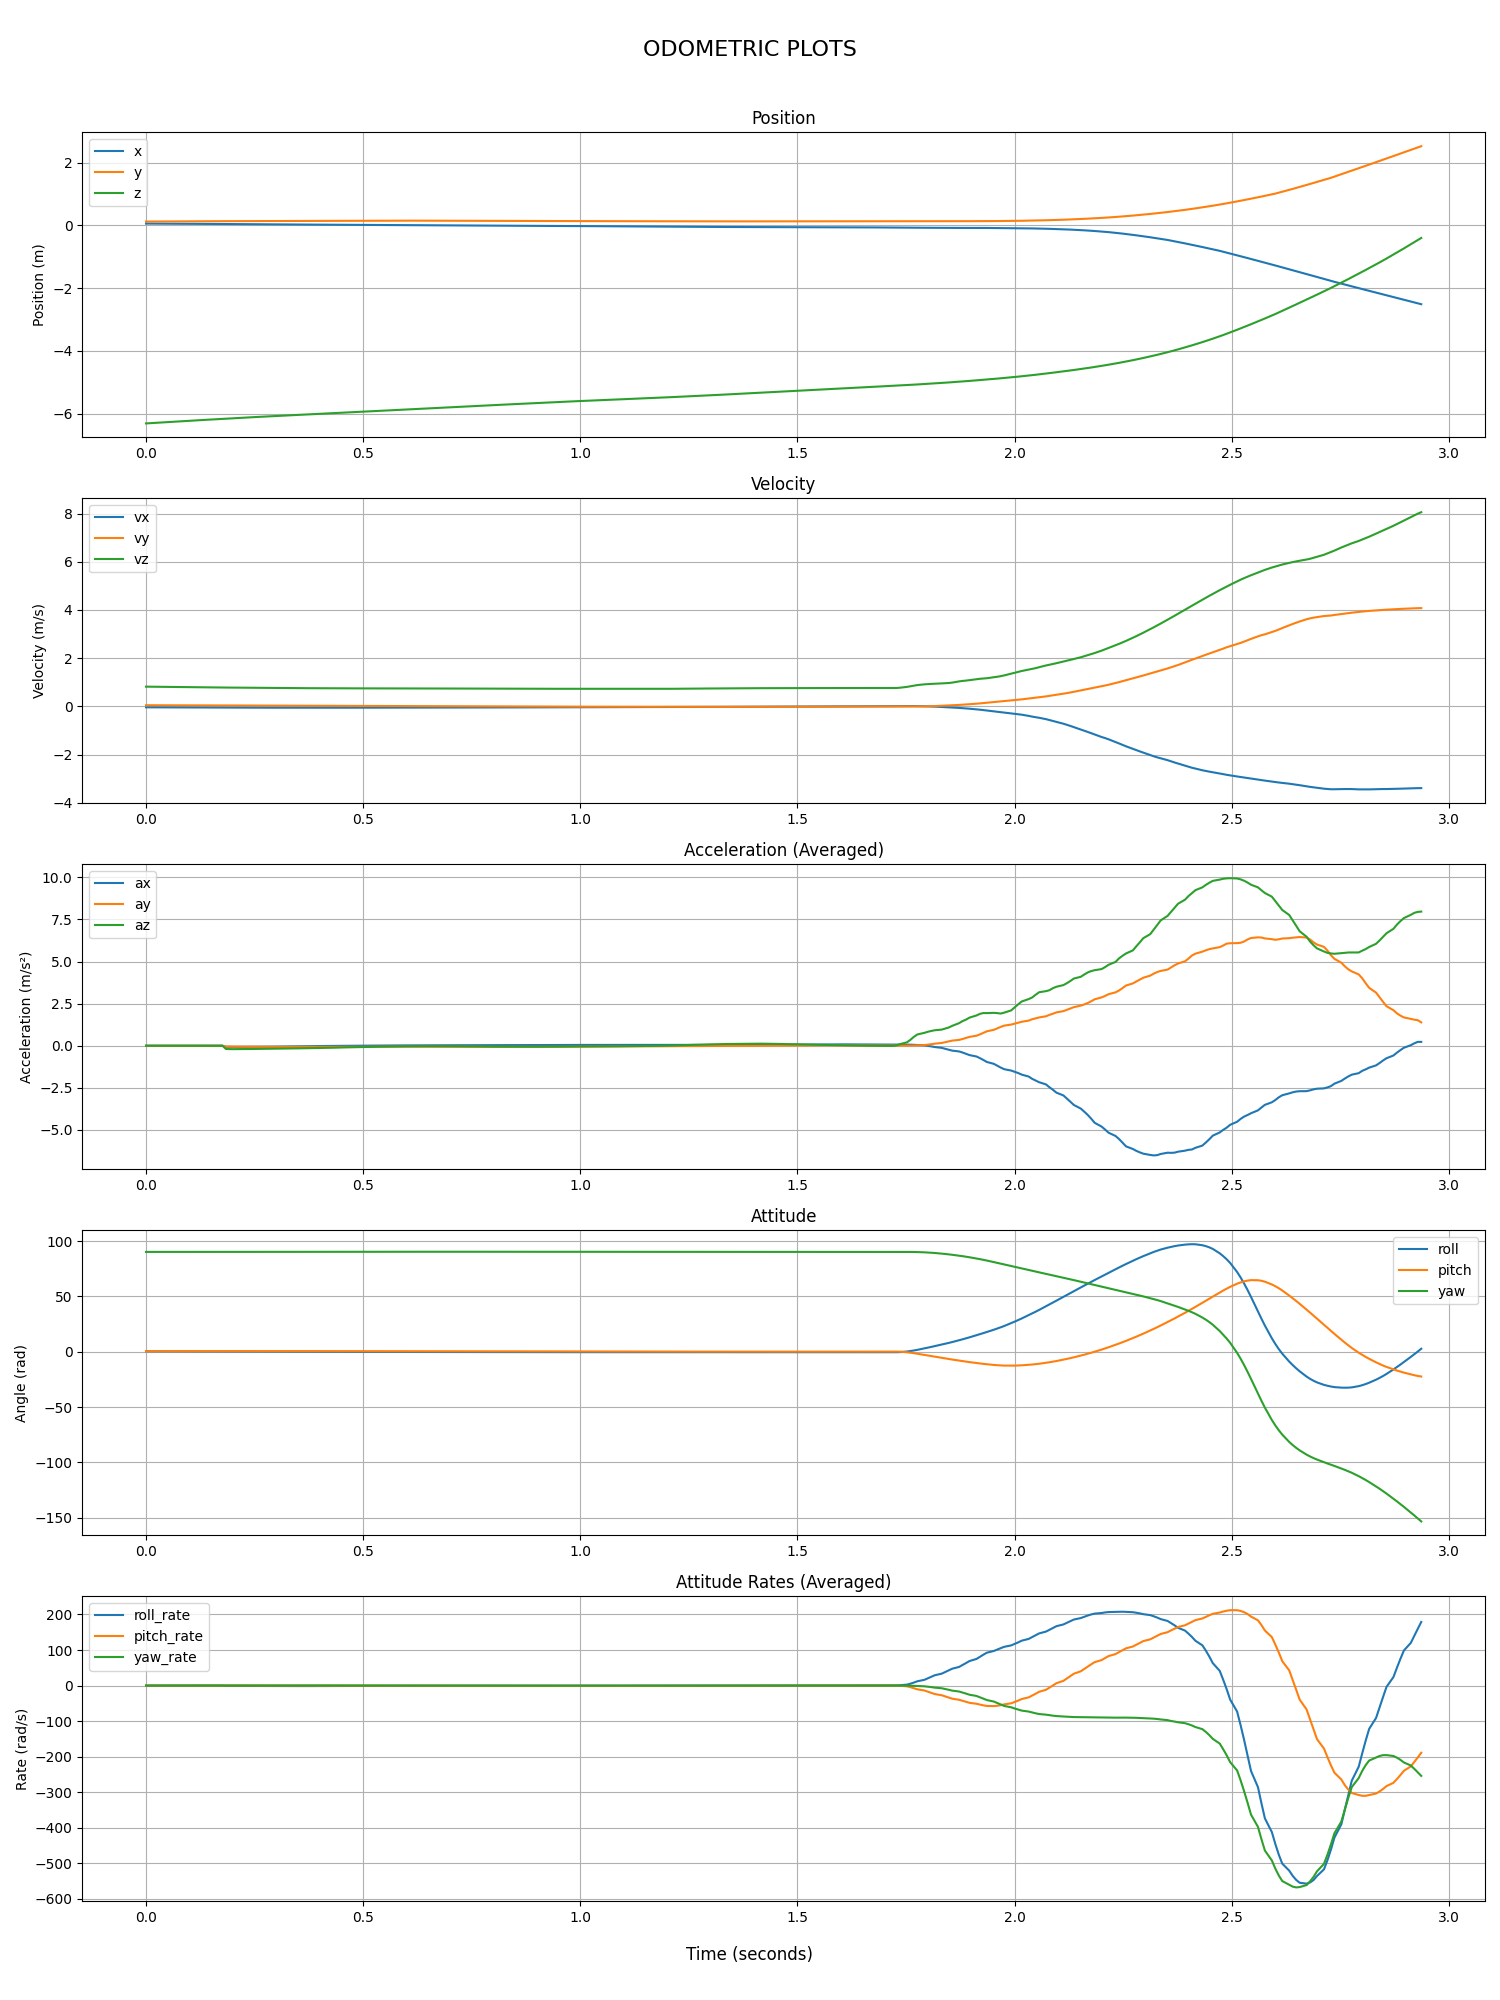 ODOMETRIC PLOTS
Position
Position (m)
x
y
z
2
0
−2
−4
−6
0.0 0.5 1.0 1.5 2.0 2.5 3.0
Velocity
Velocity (m/s)
vx
vy
vz
8
6
4
2
0
−2
−4
0.0 0.5 1.0 1.5 2.0 2.5 3.0
Acceleration (Averaged)
Acceleration (m/s²)
ax
ay
az
10.0
7.5
5.0
2.5
0.0
−2.5
−5.0
0.0 0.5 1.0 1.5 2.0 2.5 3.0
Attitude
Angle (rad)
roll
pitch
yaw
100
50
0
−50
−100
−150
0.0 0.5 1.0 1.5 2.0 2.5 3.0
Attitude Rates (Averaged)
Rate (rad/s)
roll_rate
pitch_rate
yaw_rate
200
100
0
−100
−200
−300
−400
−500
−600
0.0 0.5 1.0 1.5 2.0 2.5 3.0
Time (seconds)